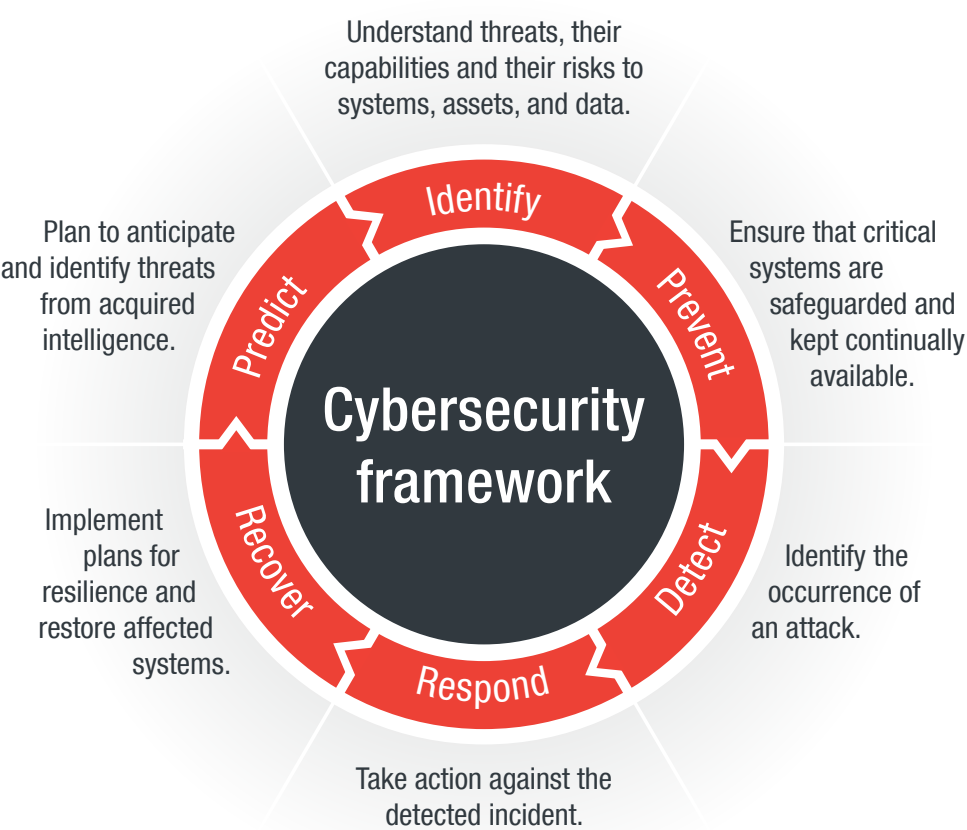 Understand threats, their
capabilities and their risks to
systems, assets, and data.
Identify
Prevent
Ensure that critical
systems are
safeguarded and
kept continually
available.
Detect
Identify the
occurrence of
an attack.
Respond
Take action against the
detected incident.
Recover
Implement
plans for
resilience and
restore affected
systems.
Predict
Plan to anticipate
and identify threats
from acquired
intelligence.
Cybersecurity
framework